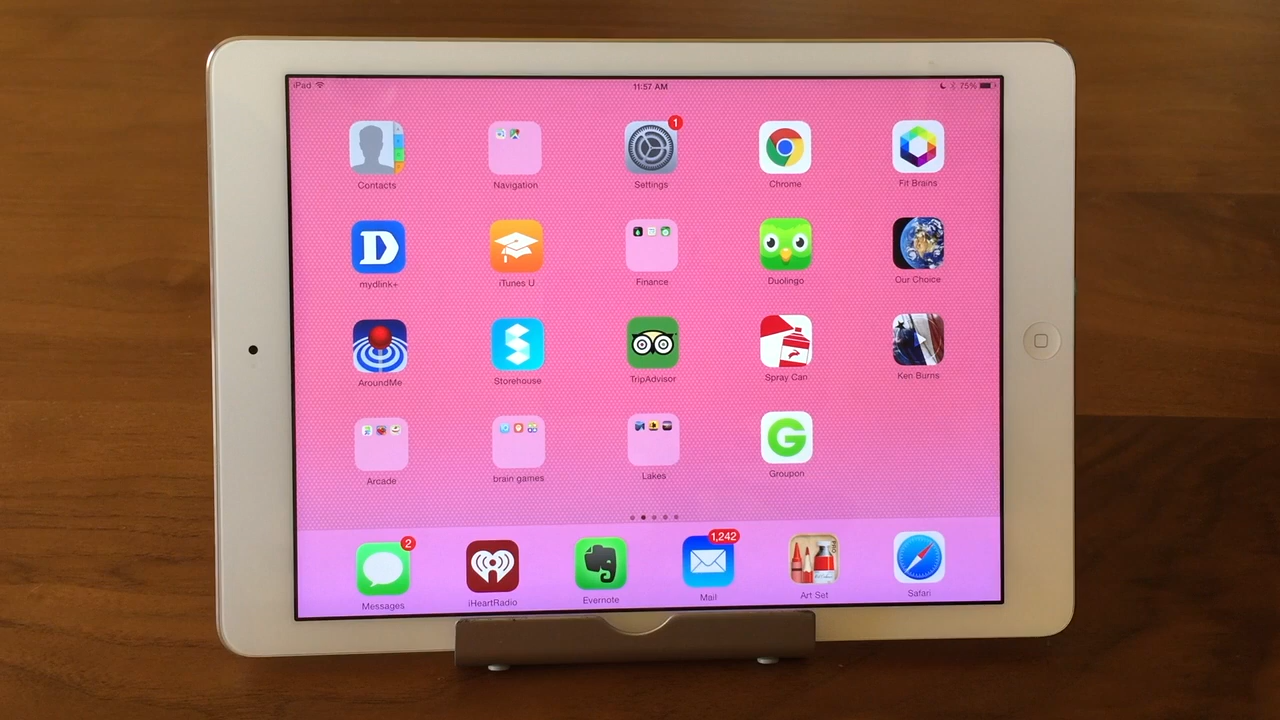 iPad 11:57 AM 75%
1
Contacts Navigation Settings Chrome Fit Brains
D
mydlink+ iTunes U Finance Duolingo Our Choice
AroundMe Storehouse TripAdvisor Spray Can Ken Burns
G
Arcade brain games Lakes Groupon
2 1,242
Messages iHeartRadio Evernote Mail Art Set Safari